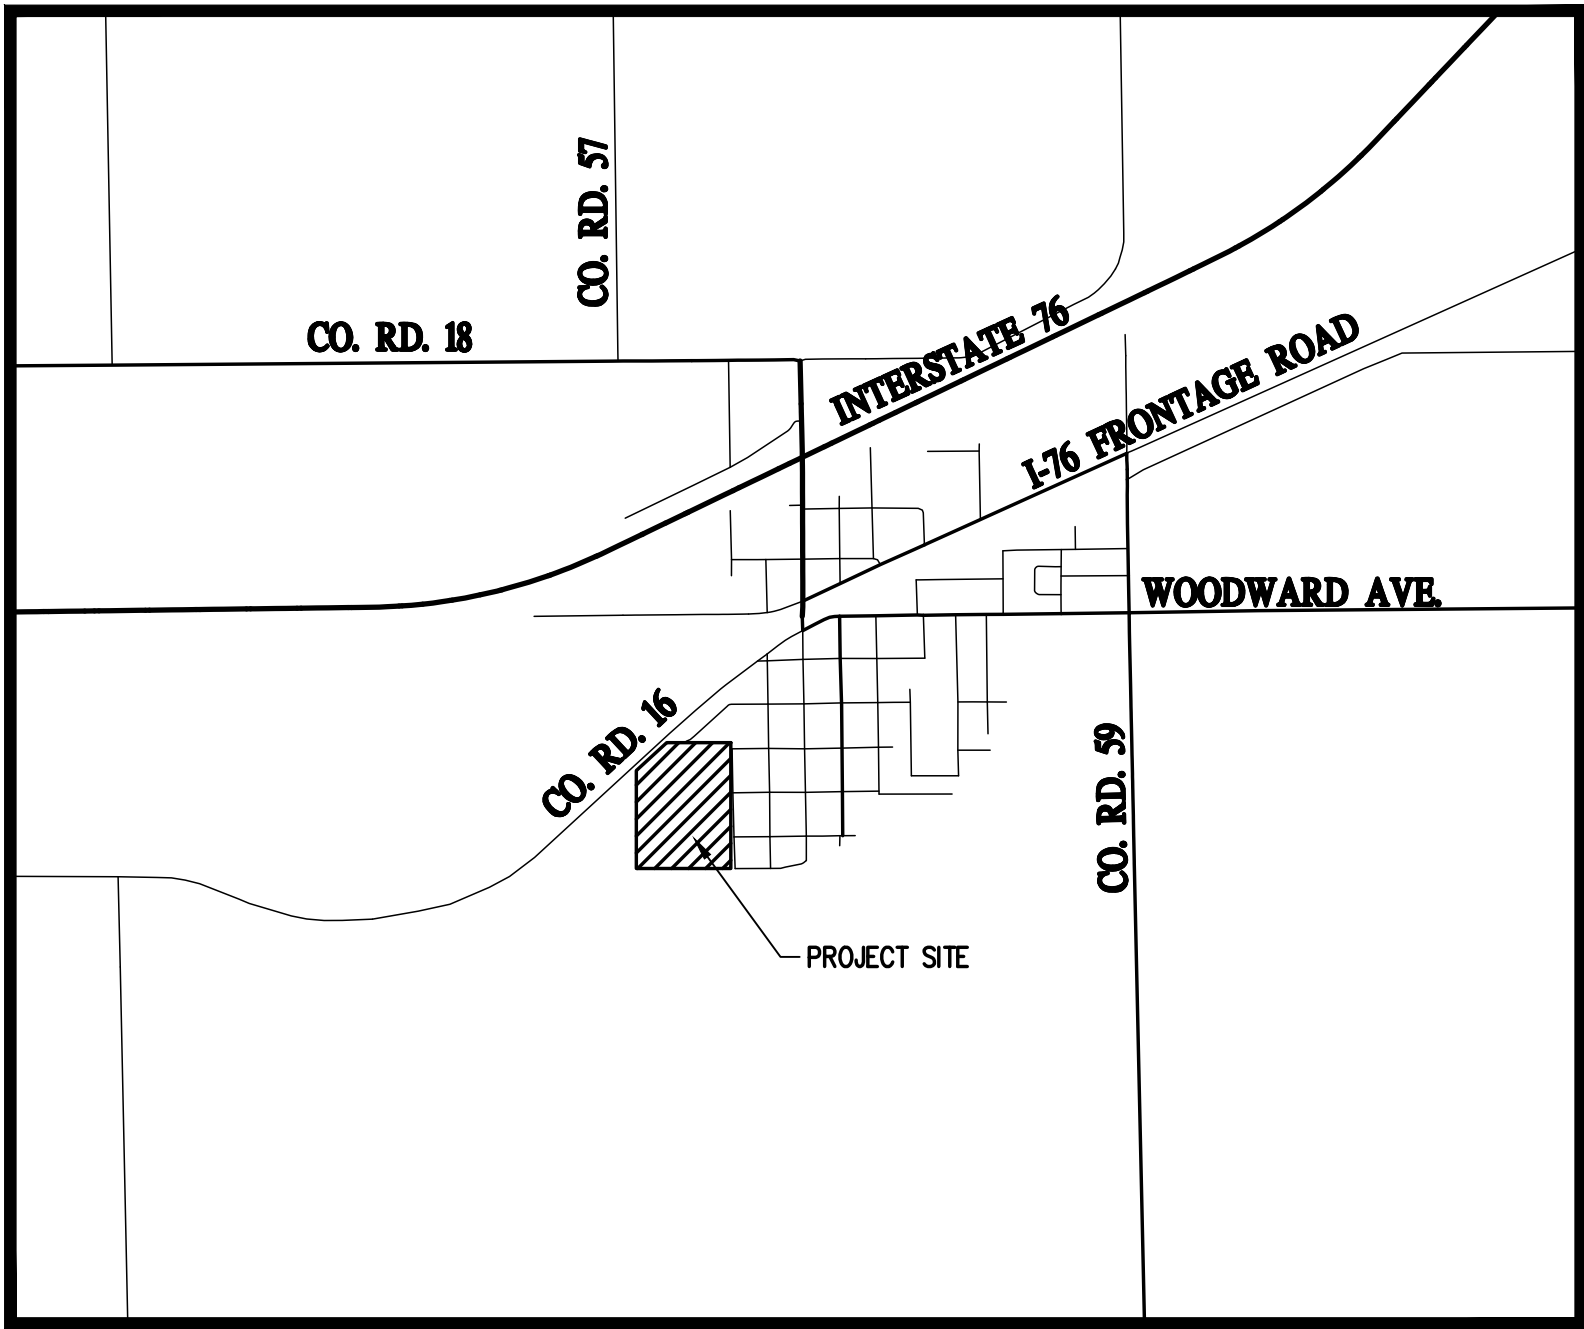 CO. RD. 57
CO. RD. 18
INTERSTATE 76
I-76 FRONTAGE ROAD
WOODWARD AVE.
CO. RD. 16
CO. RD. 59
PROJECT SITE